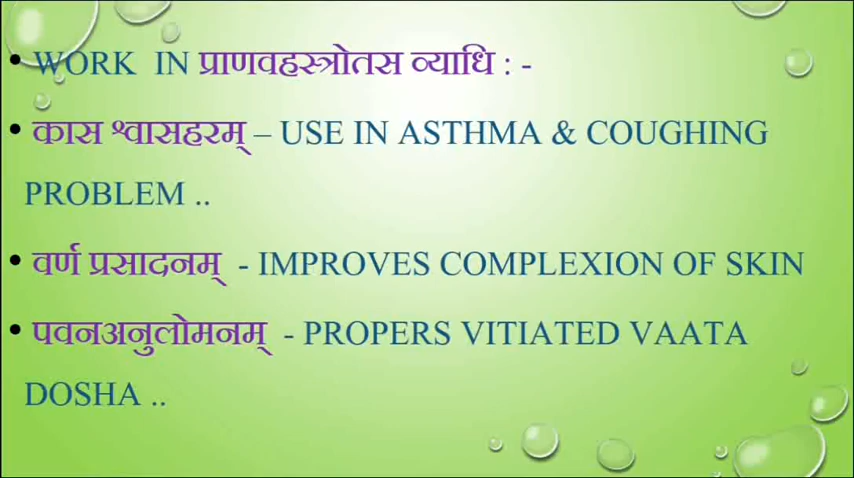 • WORK IN प्राणवहस्त्रोतस व्याधि : -
• कास श्वासहरम् – USE IN ASTHMA & COUGHING
PROBLEM ..
• वर्ण प्रसादनम् - IMPROVES COMPLEXION OF SKIN
• पवनअनुलोमनम् - PROPERS VITIATED VAATA
DOSHA ..